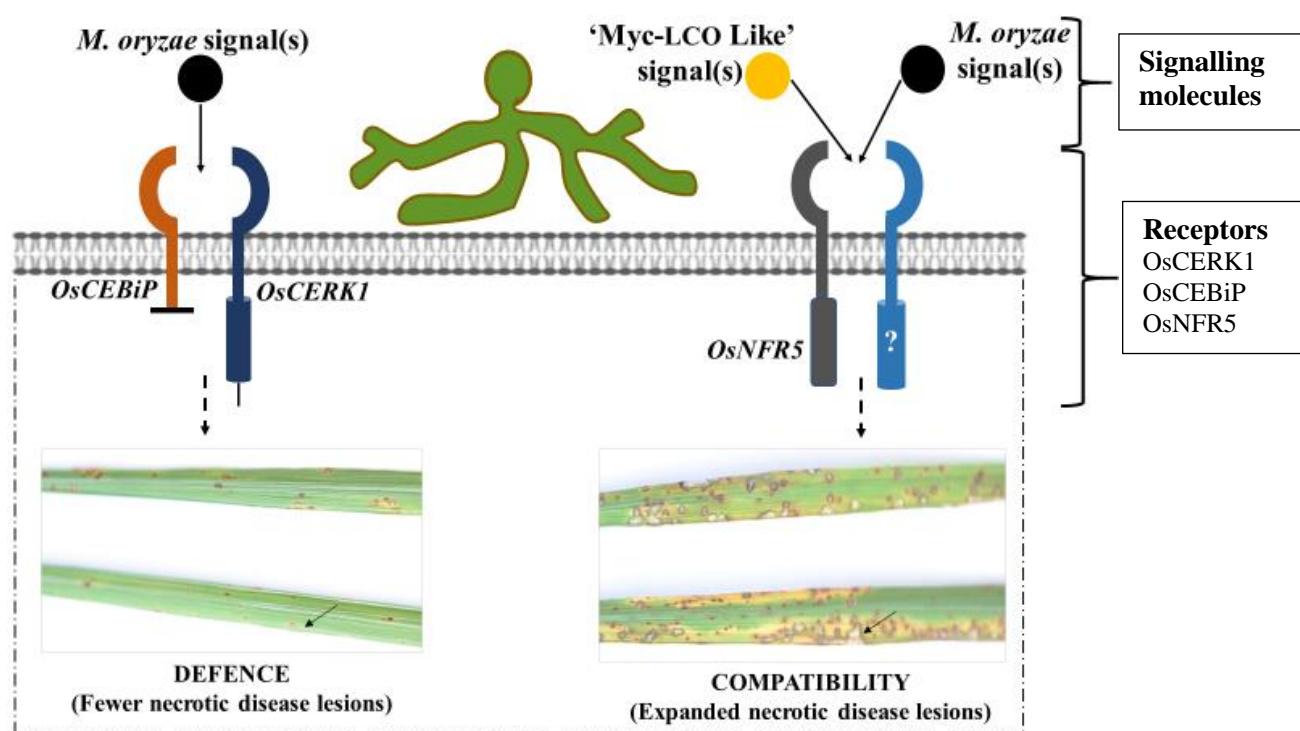 M. oryzae signal(s)
‘Myc-LCO Like’
signal(s)
M. oryzae
signal(s)
Signalling
molecules
OsCEBiP
OsCERK1
OsNFR5
?
Receptors
OsCERK1
OsCEBiP
OsNFR5
DEFENCE
(Fewer necrotic disease lesions)
COMPATIBILITY
(Expanded necrotic disease lesions)